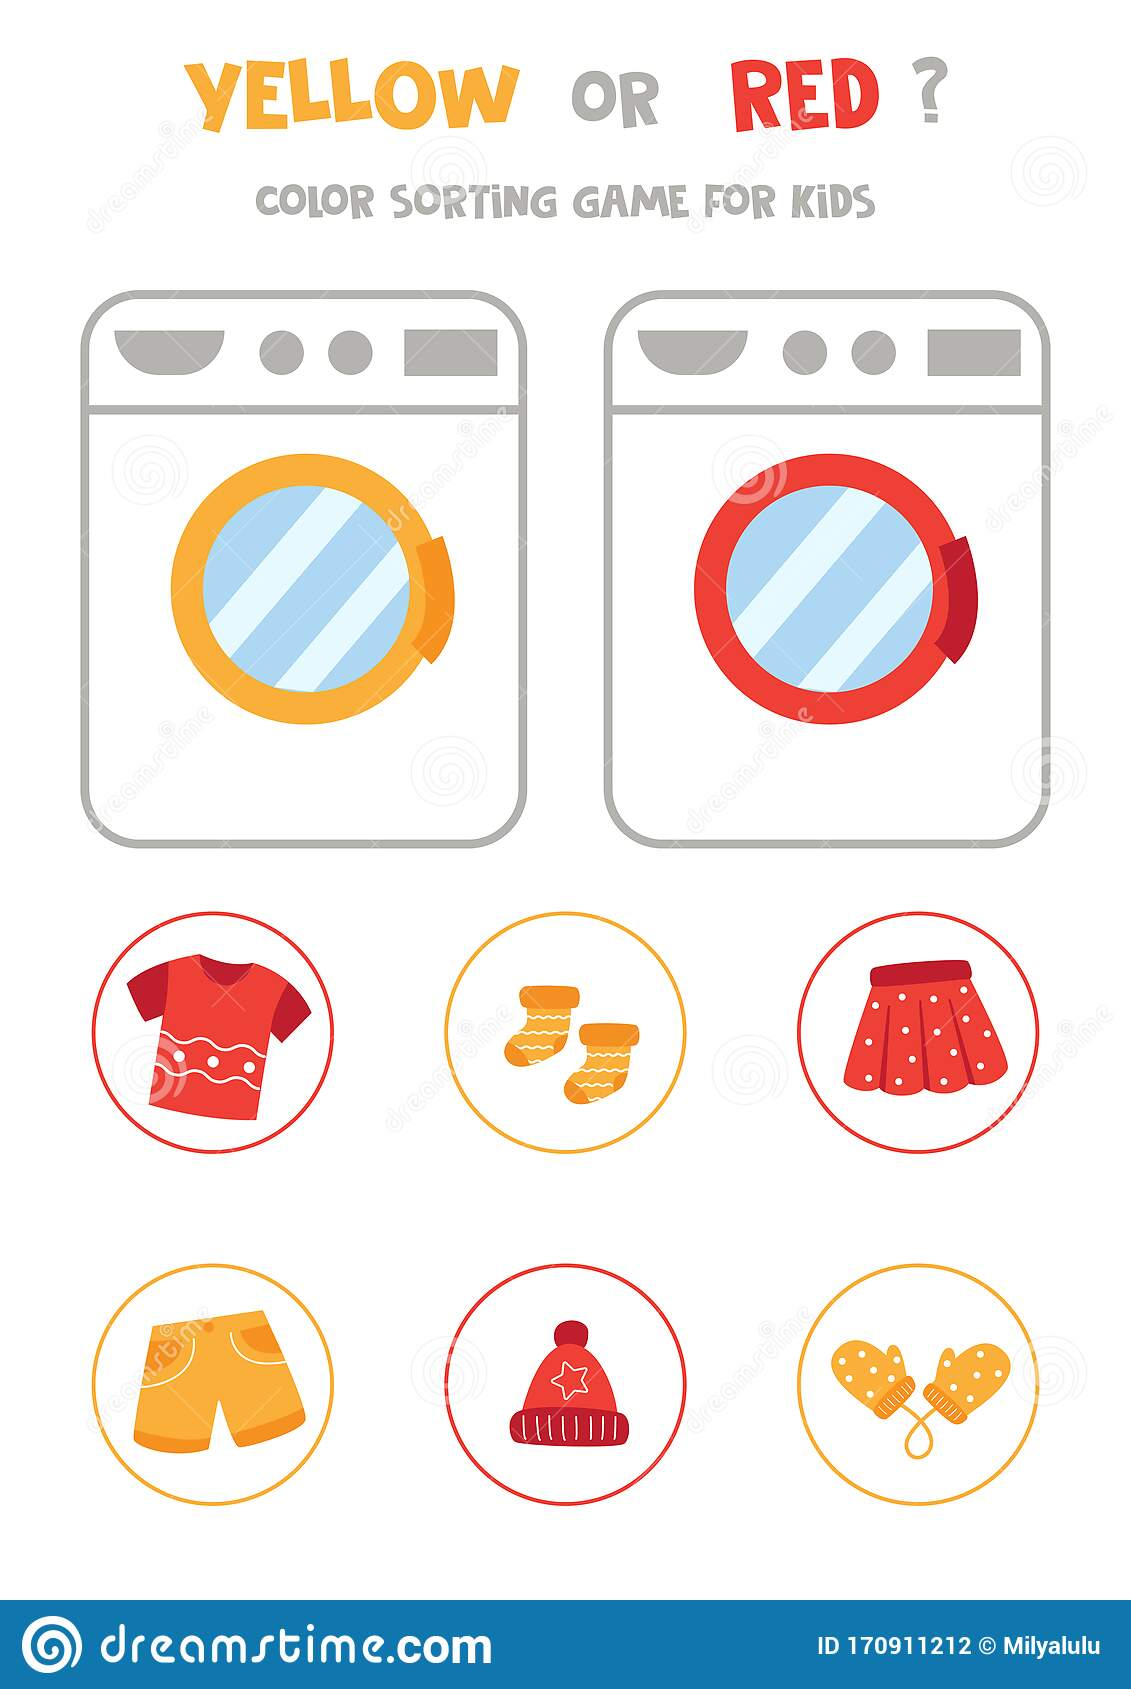 YELLOW OR RED ?
COLOR SORTING GAME FOR KIDS
dreamstime.com
ID 170911212 © Milyalulu